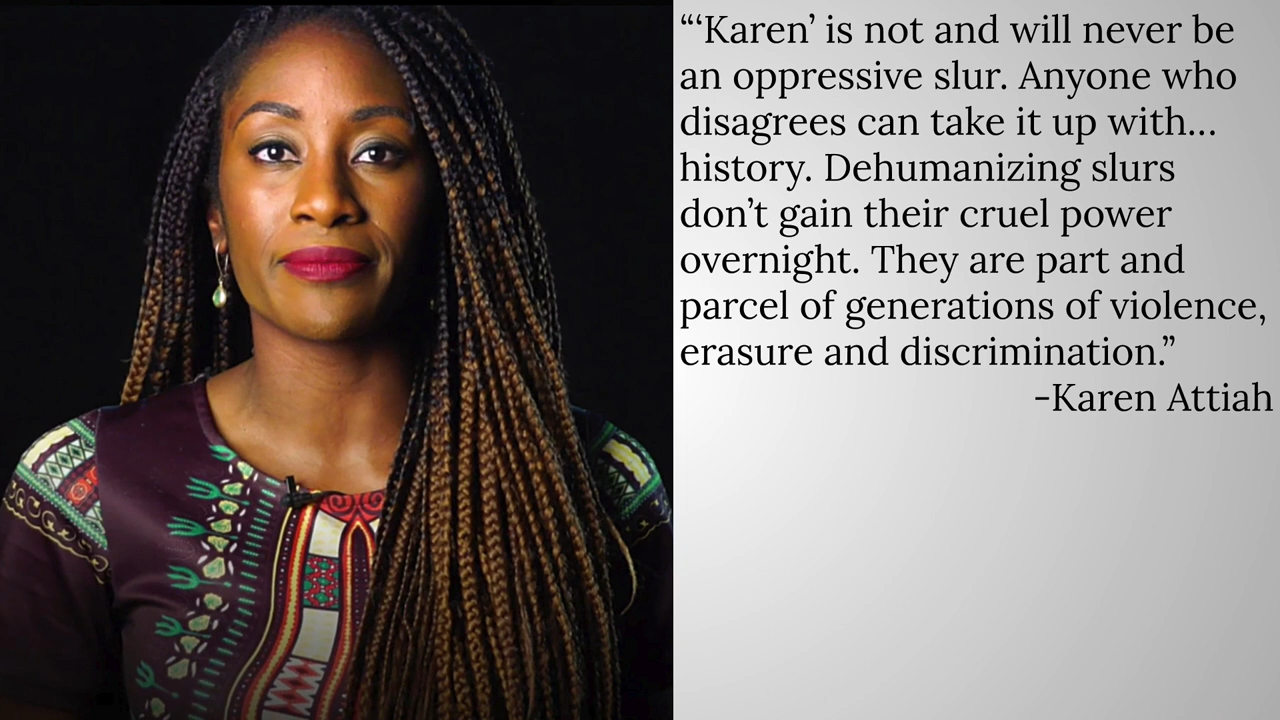 “‘Karen’ is not and will never be
an oppressive slur. Anyone who
disagrees can take it up with…
history. Dehumanizing slurs
don’t gain their cruel power
overnight. They are part and
parcel of generations of violence,
erasure and discrimination.”
-Karen Attiah